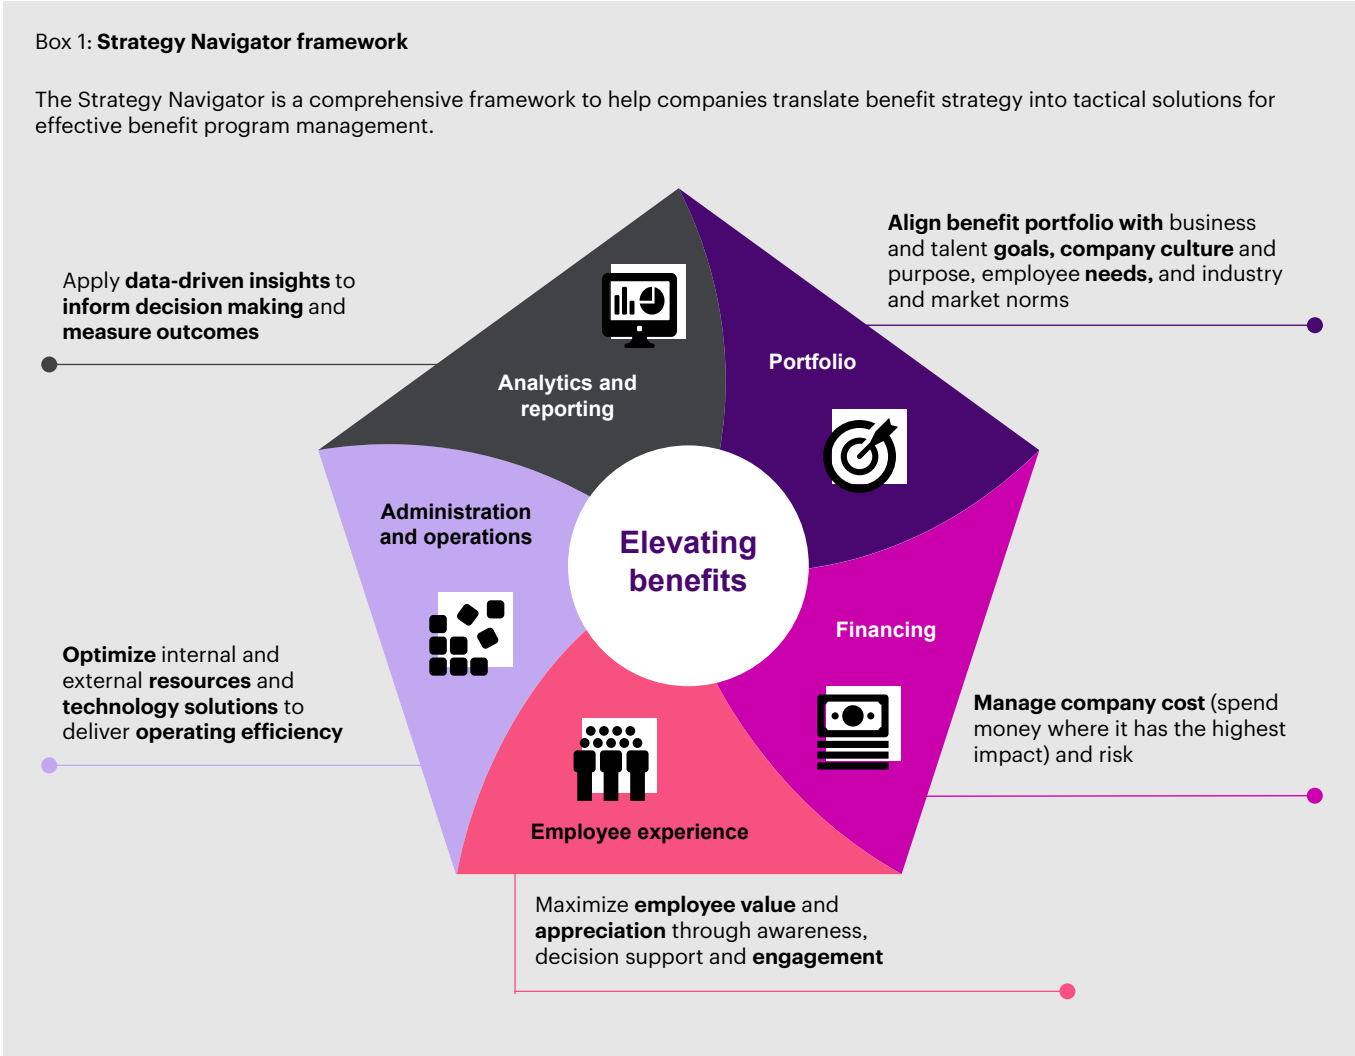 Box 1: Strategy Navigator framework
The Strategy Navigator is a comprehensive framework to help companies translate benefit strategy into tactical solutions for
effective benefit program management.
Align benefit portfolio with business
and talent goals, company culture and
purpose, employee needs, and industry
and market norms
Apply data-driven insights to
inform decision making and
measure outcomes
Portfolio
Analytics and
reporting
Administration
and operations
Elevating
benefits
Financing
Optimize internal and
external resources and
technology solutions to
deliver operating efficiency
Manage company cost (spend
money where it has the highest
impact) and risk
Employee experience
Maximize employee value and
appreciation through awareness,
decision support and engagement